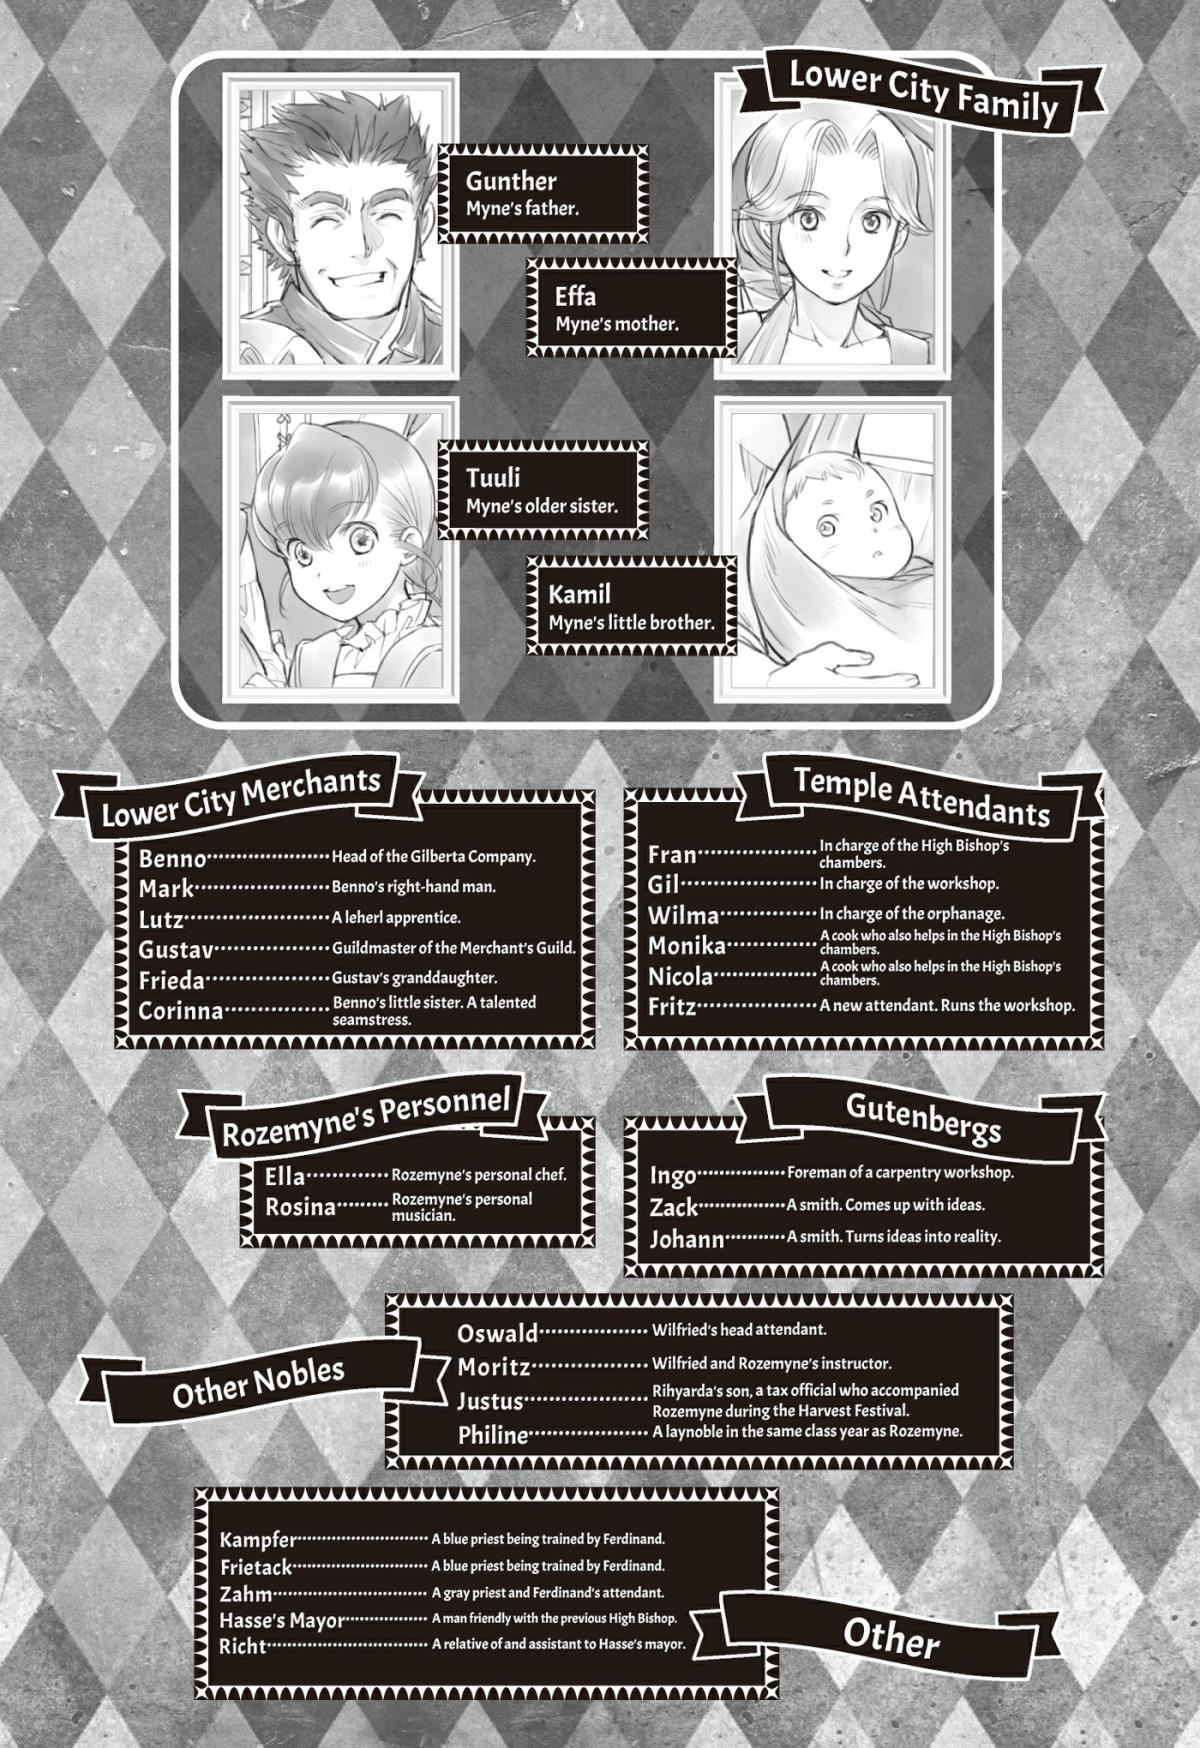 Lower City Family
Gunther
Myne's father.
Effa
Myne's mother.
Tuuli
Myne's older sister.
Kamil
Myne's little brother.
Lower City Merchants
Benno Head of the Gilberta Company.
Mark Benno's right-hand man.
Lutz A leherl apprentice.
Gustav Guildmaster of the Merchant's Guild.
Frieda Gustav's granddaughter.
Corinna Benno's little sister. A talented
seamstress.
Temple Attendants
Fran In charge of the High Bishop's
chambers.
Gil In charge of the workshop.
Wilma In charge of the orphanage.
Monika A cook who also helps in the High Bishop's
chambers.
Nicola A cook who also helps in the High Bishop's
chambers.
Fritz A new attendant. Runs the workshop.
Rozemyne's Personnel
Ella Rozemyne's personal chef.
Rosina Rozemyne's personal
musician.
Gutenbergs
Ingo Foreman of a carpentry workshop.
Zack A smith. Comes up with ideas.
Johann A smith. Turns ideas into reality.
Other Nobles
Oswald Wilfried's head attendant.
Moritz Wilfried and Rozemyne's instructor.
Justus Rihyarda's son, a tax official who accompanied
Rozemyne during the Harvest Festival.
Philine A laynoble in the same class year as Rozemyne.
Other
Kampfer A blue priest being trained by Ferdinand.
Frietack A blue priest being trained by Ferdinand.
Zahm A gray priest and Ferdinand's attendant.
Hasse's Mayor A man friendly with the previous High Bishop.
Richt A relative of and assistant to Hasse's mayor.